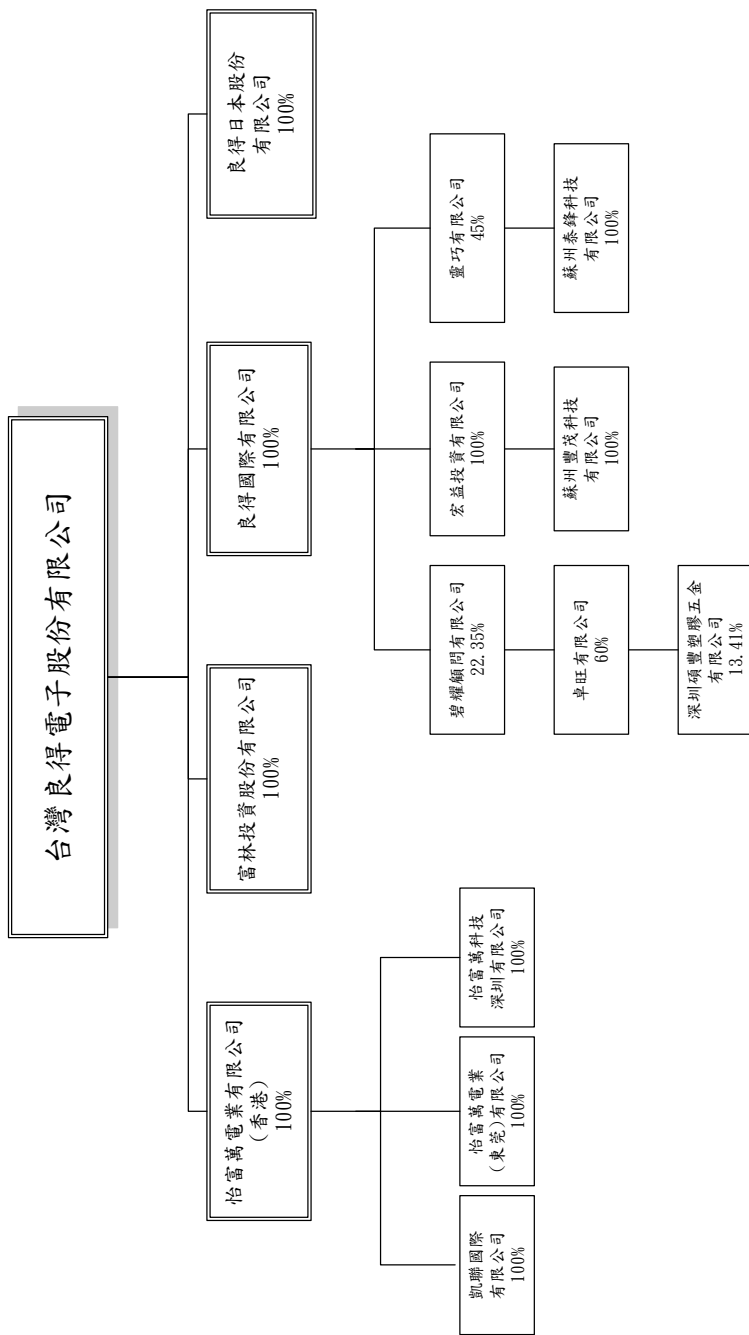 台灣良得電子股份有限公司
怡富萬電業有限公司
(香港)
100%
富林投資股份有限公司
100%
良得國際有限公司
100%
良得日本股份
有限公司
100%
凱聯國際
有限公司
100%
怡富萬電業
(東莞)有限公司
100%
怡富萬科技
深圳有限公司
100%
碧耀顧問有限公司
22.35%
宏益投資有限公司
100%
靈巧有限公司
45%
卓旺有限公司
60%
蘇州豐茂科技
有限公司
100%
蘇州泰鋒科技
有限公司
100%
深圳碩豐塑膠五金
有限公司
13.41%